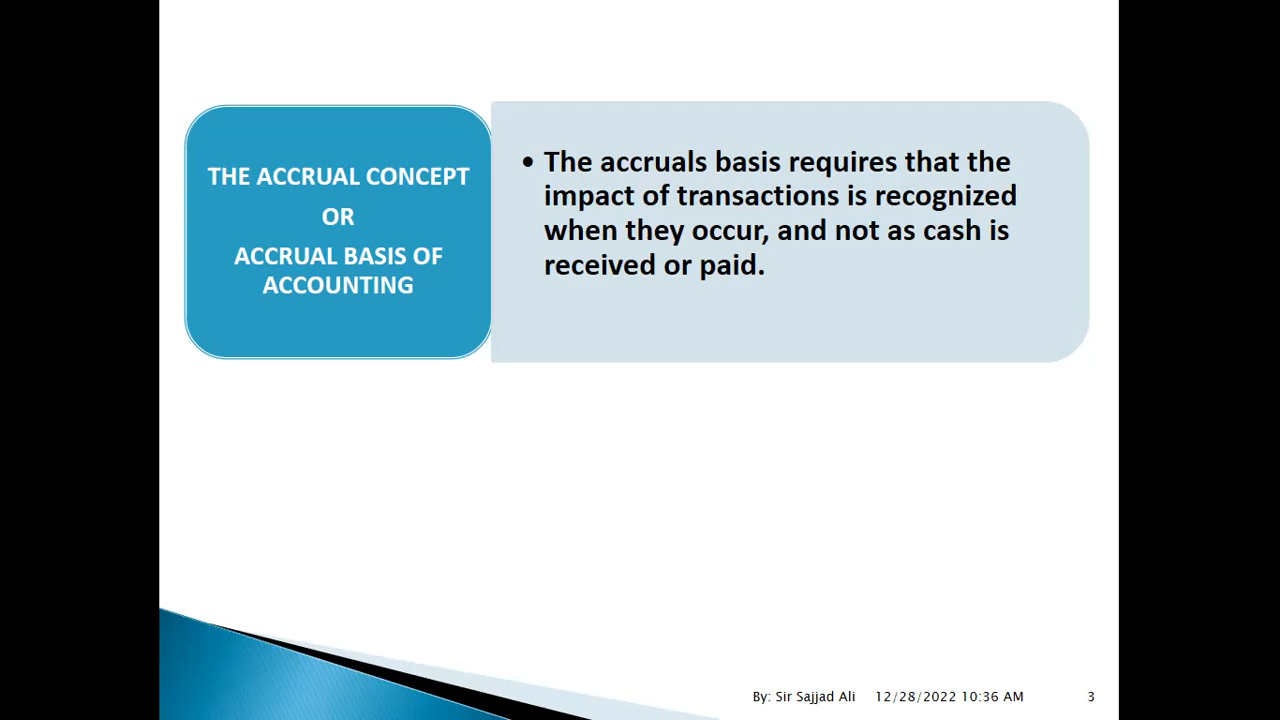 THE ACCRUAL CONCEPT
OR
ACCRUAL BASIS OF
ACCOUNTING
• The accruals basis requires that the
impact of transactions is recognized
when they occur, and not as cash is
received or paid.
By: Sir Sajjad Ali 12/28/2022 10:36 AM 3